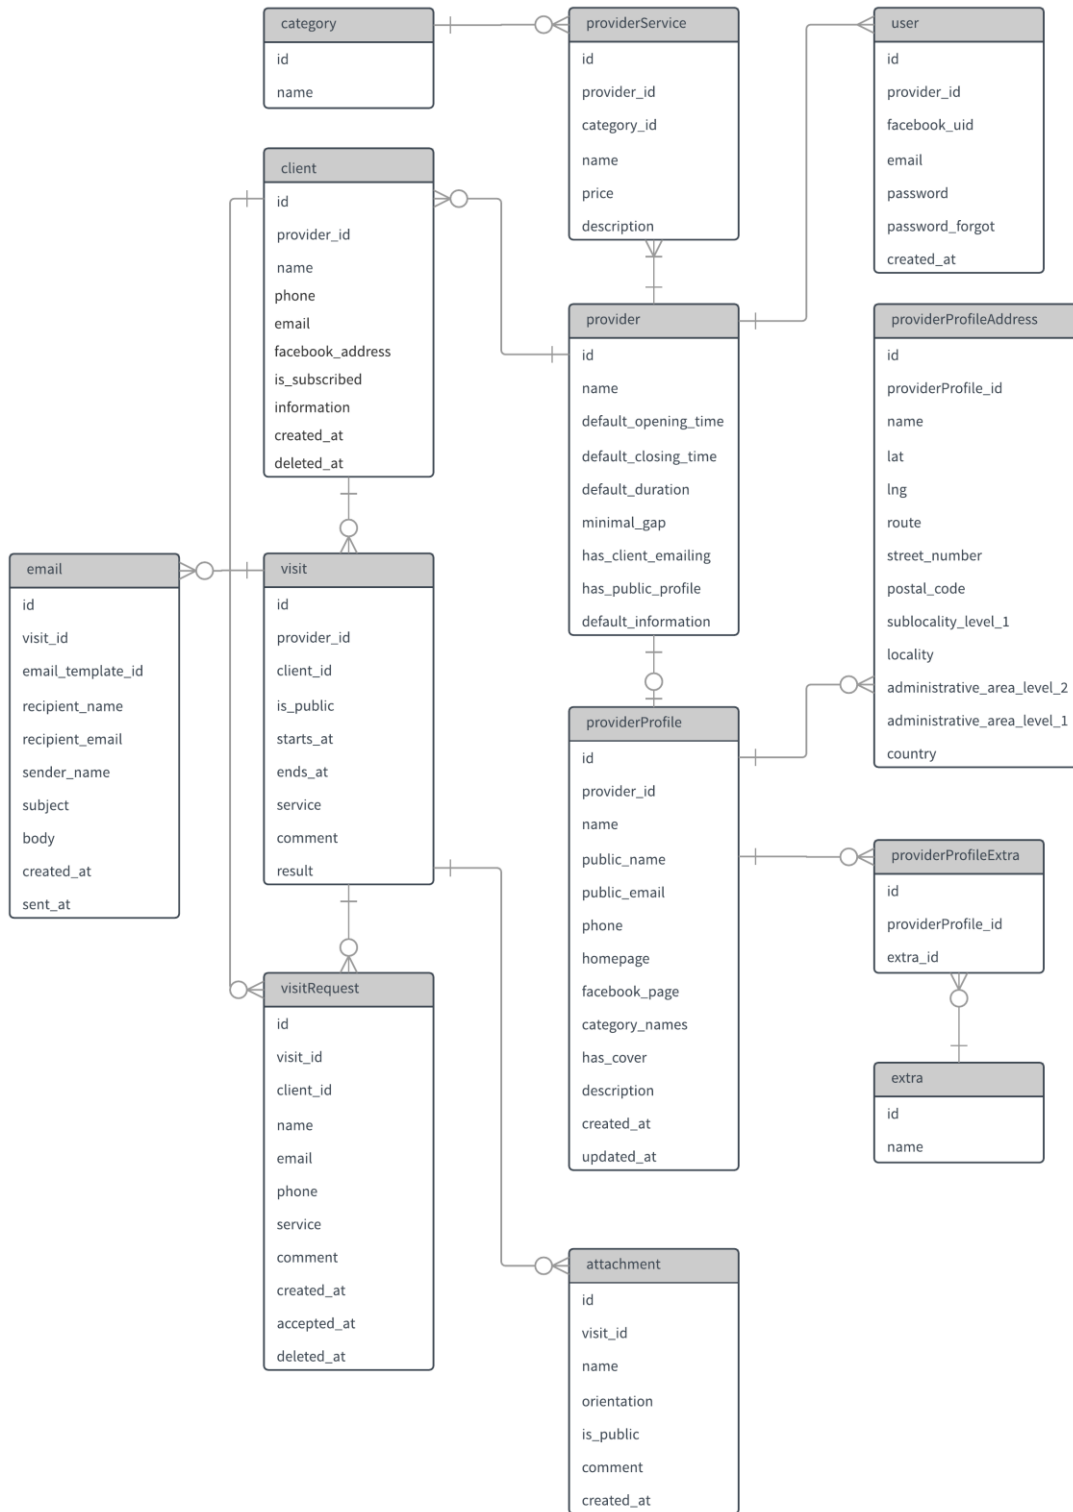 category
id
name
providerService
id
provider_id
category_id
name
price
description
user
id
provider_id
facebook_uid
email
password
password_forgot
created_at
client
id
provider_id
name
phone
email
facebook_address
is_subscribed
information
created_at
deleted_at
provider
id
name
default_opening_time
default_closing_time
default_duration
minimal_gap
has_client_emailing
has_public_profile
default_information
providerProfileAddress
id
providerProfile_id
name
lat
lng
route
street_number
postal_code
sublocality_level_1
locality
administrative_area_level_2
administrative_area_level_1
country
email
id
visit_id
email_template_id
recipient_name
recipient_email
sender_name
subject
body
created_at
sent_at
visit
id
provider_id
client_id
is_public
starts_at
ends_at
service
comment
result
providerProfile
id
provider_id
name
public_name
public_email
phone
homepage
facebook_page
category_names
has_cover
description
created_at
updated_at
providerProfileExtra
id
providerProfile_id
extra_id
visitRequest
id
visit_id
client_id
name
email
phone
service
comment
created_at
accepted_at
deleted_at
extra
id
name
attachment
id
visit_id
name
orientation
is_public
comment
created_at